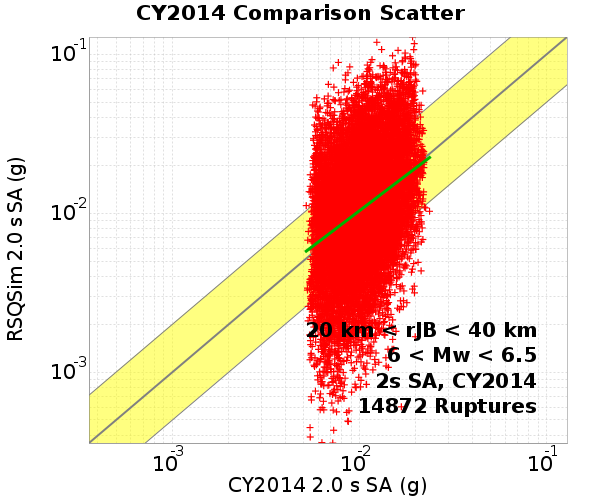 CY2014 Comparison Scatter
RSQSim 2.0 s SA (g)
10-1
10-2
10-3
20 km < rJB < 40 km
6 < Mw < 6.5
2s SA, CY2014
14872 Ruptures
10-3
10-2
10-1
CY2014 2.0 s SA (g)